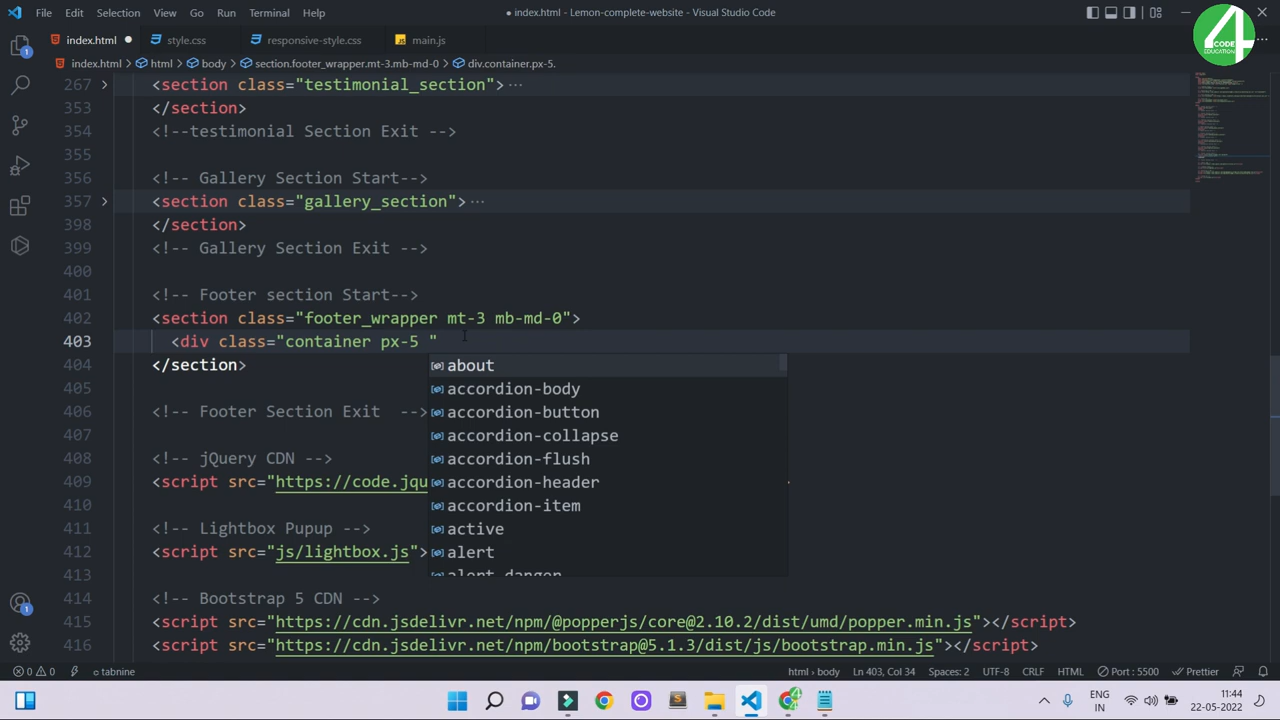 File Edit Selection View Go Run Terminal Help
● index.html - Lemon-complete-website - Visual Studio Code
4 CODE EDUCATION
index.html ● style.css responsive-style.css main.js
index.html > html > body > section.footer_wrapper.mt-3.mb-md-0 > div.container.px-5.
267 > <section class="testimonial_section"> ···
353 </section>
354 <!--testimonial Section Exit -->
355
356 <!-- Gallery Section Start-->
357 > <section class="gallery_section"> ···
398 </section>
399 <!-- Gallery Section Exit -->
400
401 <!-- Footer section Start-->
402 <section class="footer_wrapper mt-3 mb-md-0">
403 <div class="container px-5 "
404 </section>
405
406 <!-- Footer Section Exit -->
407
408 <!-- jQuery CDN -->
409 <script src="https://code.jqu
410
411 <!-- Lightbox Pupup -->
412 <script src="js/lightbox.js">
413
414 <!-- Bootstrap 5 CDN -->
415 <script src="https://cdn.jsdelivr.net/npm/@popperjs/core@2.10.2/dist/umd/popper.min.js"></script>
416 <script src="https://cdn.jsdelivr.net/npm/bootstrap@5.1.3/dist/js/bootstrap.min.js"></script>
about
accordion-body
accordion-button
accordion-collapse
accordion-flush
accordion-header
accordion-item
active
alert
alert-danger
0 0 tabnine html › body Ln 403, Col 34 Spaces: 2 UTF-8 CRLF HTML Port : 5500 Prettier
ENG IN 11:44 22-05-2022